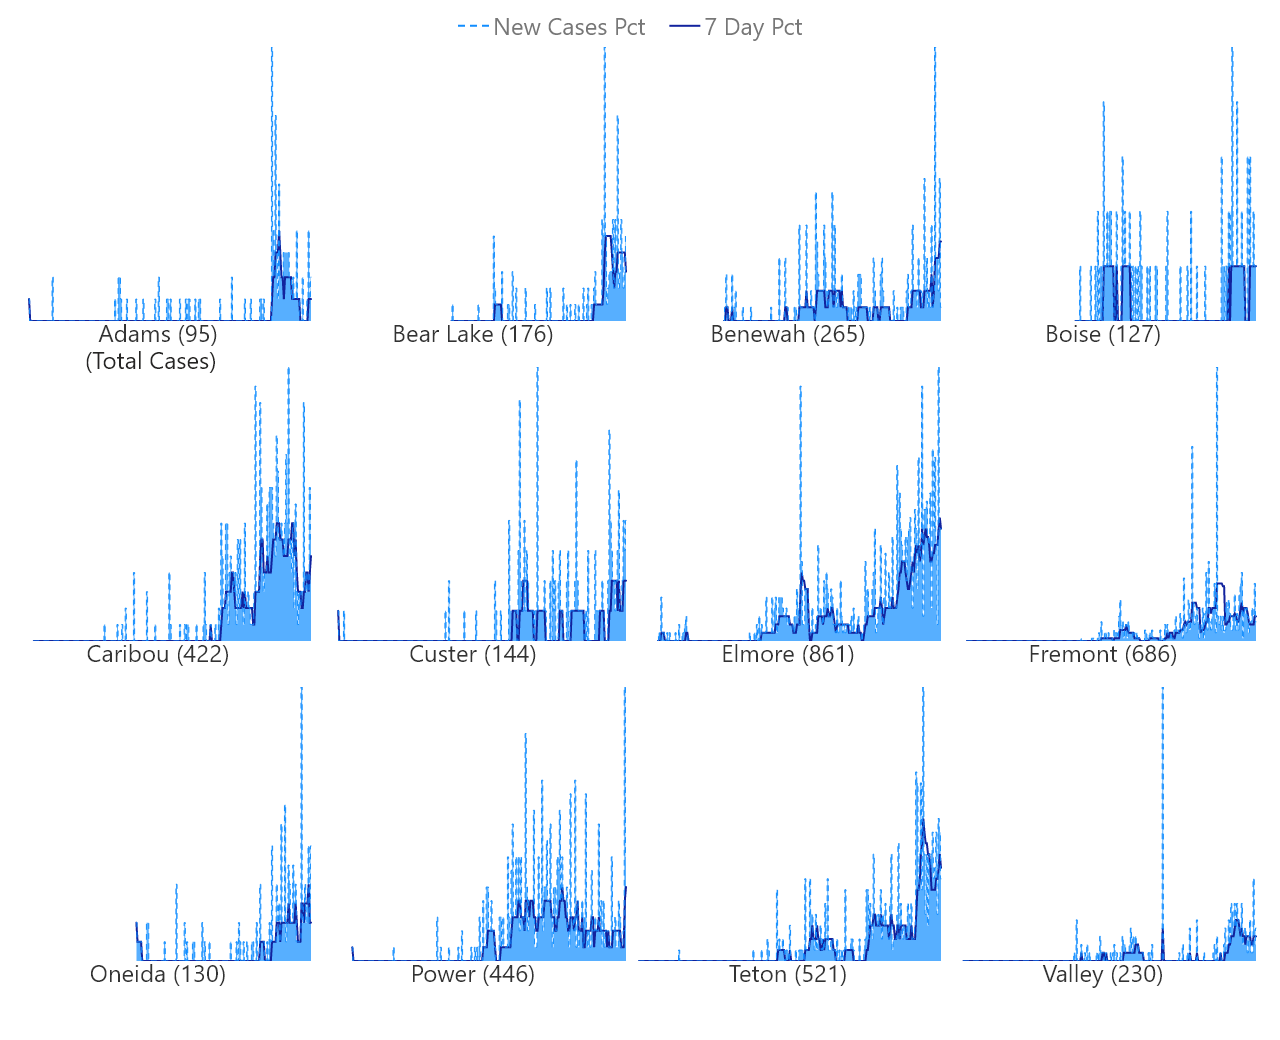 New Cases Pct 7 Day Pct
Adams (95) Bear Lake (176) Benewah (265) Boise (127)
(Total Cases)
Caribou (422) Custer (144) Elmore (861) Fremont (686)
Oneida (130) Power (446) Teton (521) Valley (230)